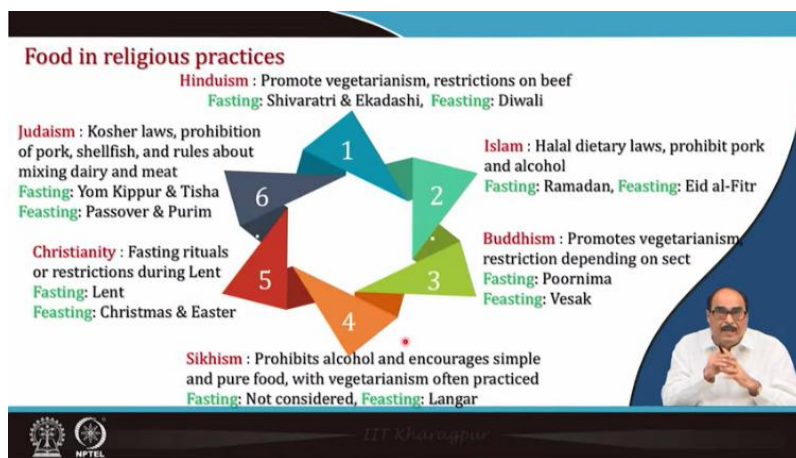 Food in religious practices
Hinduism : Promote vegetarianism, restrictions on beef
Fasting: Shivaratri & Ekadashi, Feasting: Diwali
1
Judaism : Kosher laws, prohibition
of pork, shellfish, and rules about
mixing dairy and meat
Fasting: Yom Kippur & Tisha
Feasting: Passover & Purim
6
Islam : Halal dietary laws, prohibit pork
and alcohol
Fasting: Ramadan, Feasting: Eid al-Fitr
2
Christianity : Fasting rituals
or restrictions during Lent
Fasting: Lent
Feasting: Christmas & Easter
5
Buddhism : Promotes vegetarianism,
restriction depending on sect
Fasting: Poornima
Feasting: Vesak
3
4
Sikhism : Prohibits alcohol and encourages simple
and pure food, with vegetarianism often practiced
Fasting: Not considered, Feasting: Langar
NPTEL
IIT Kharagpur